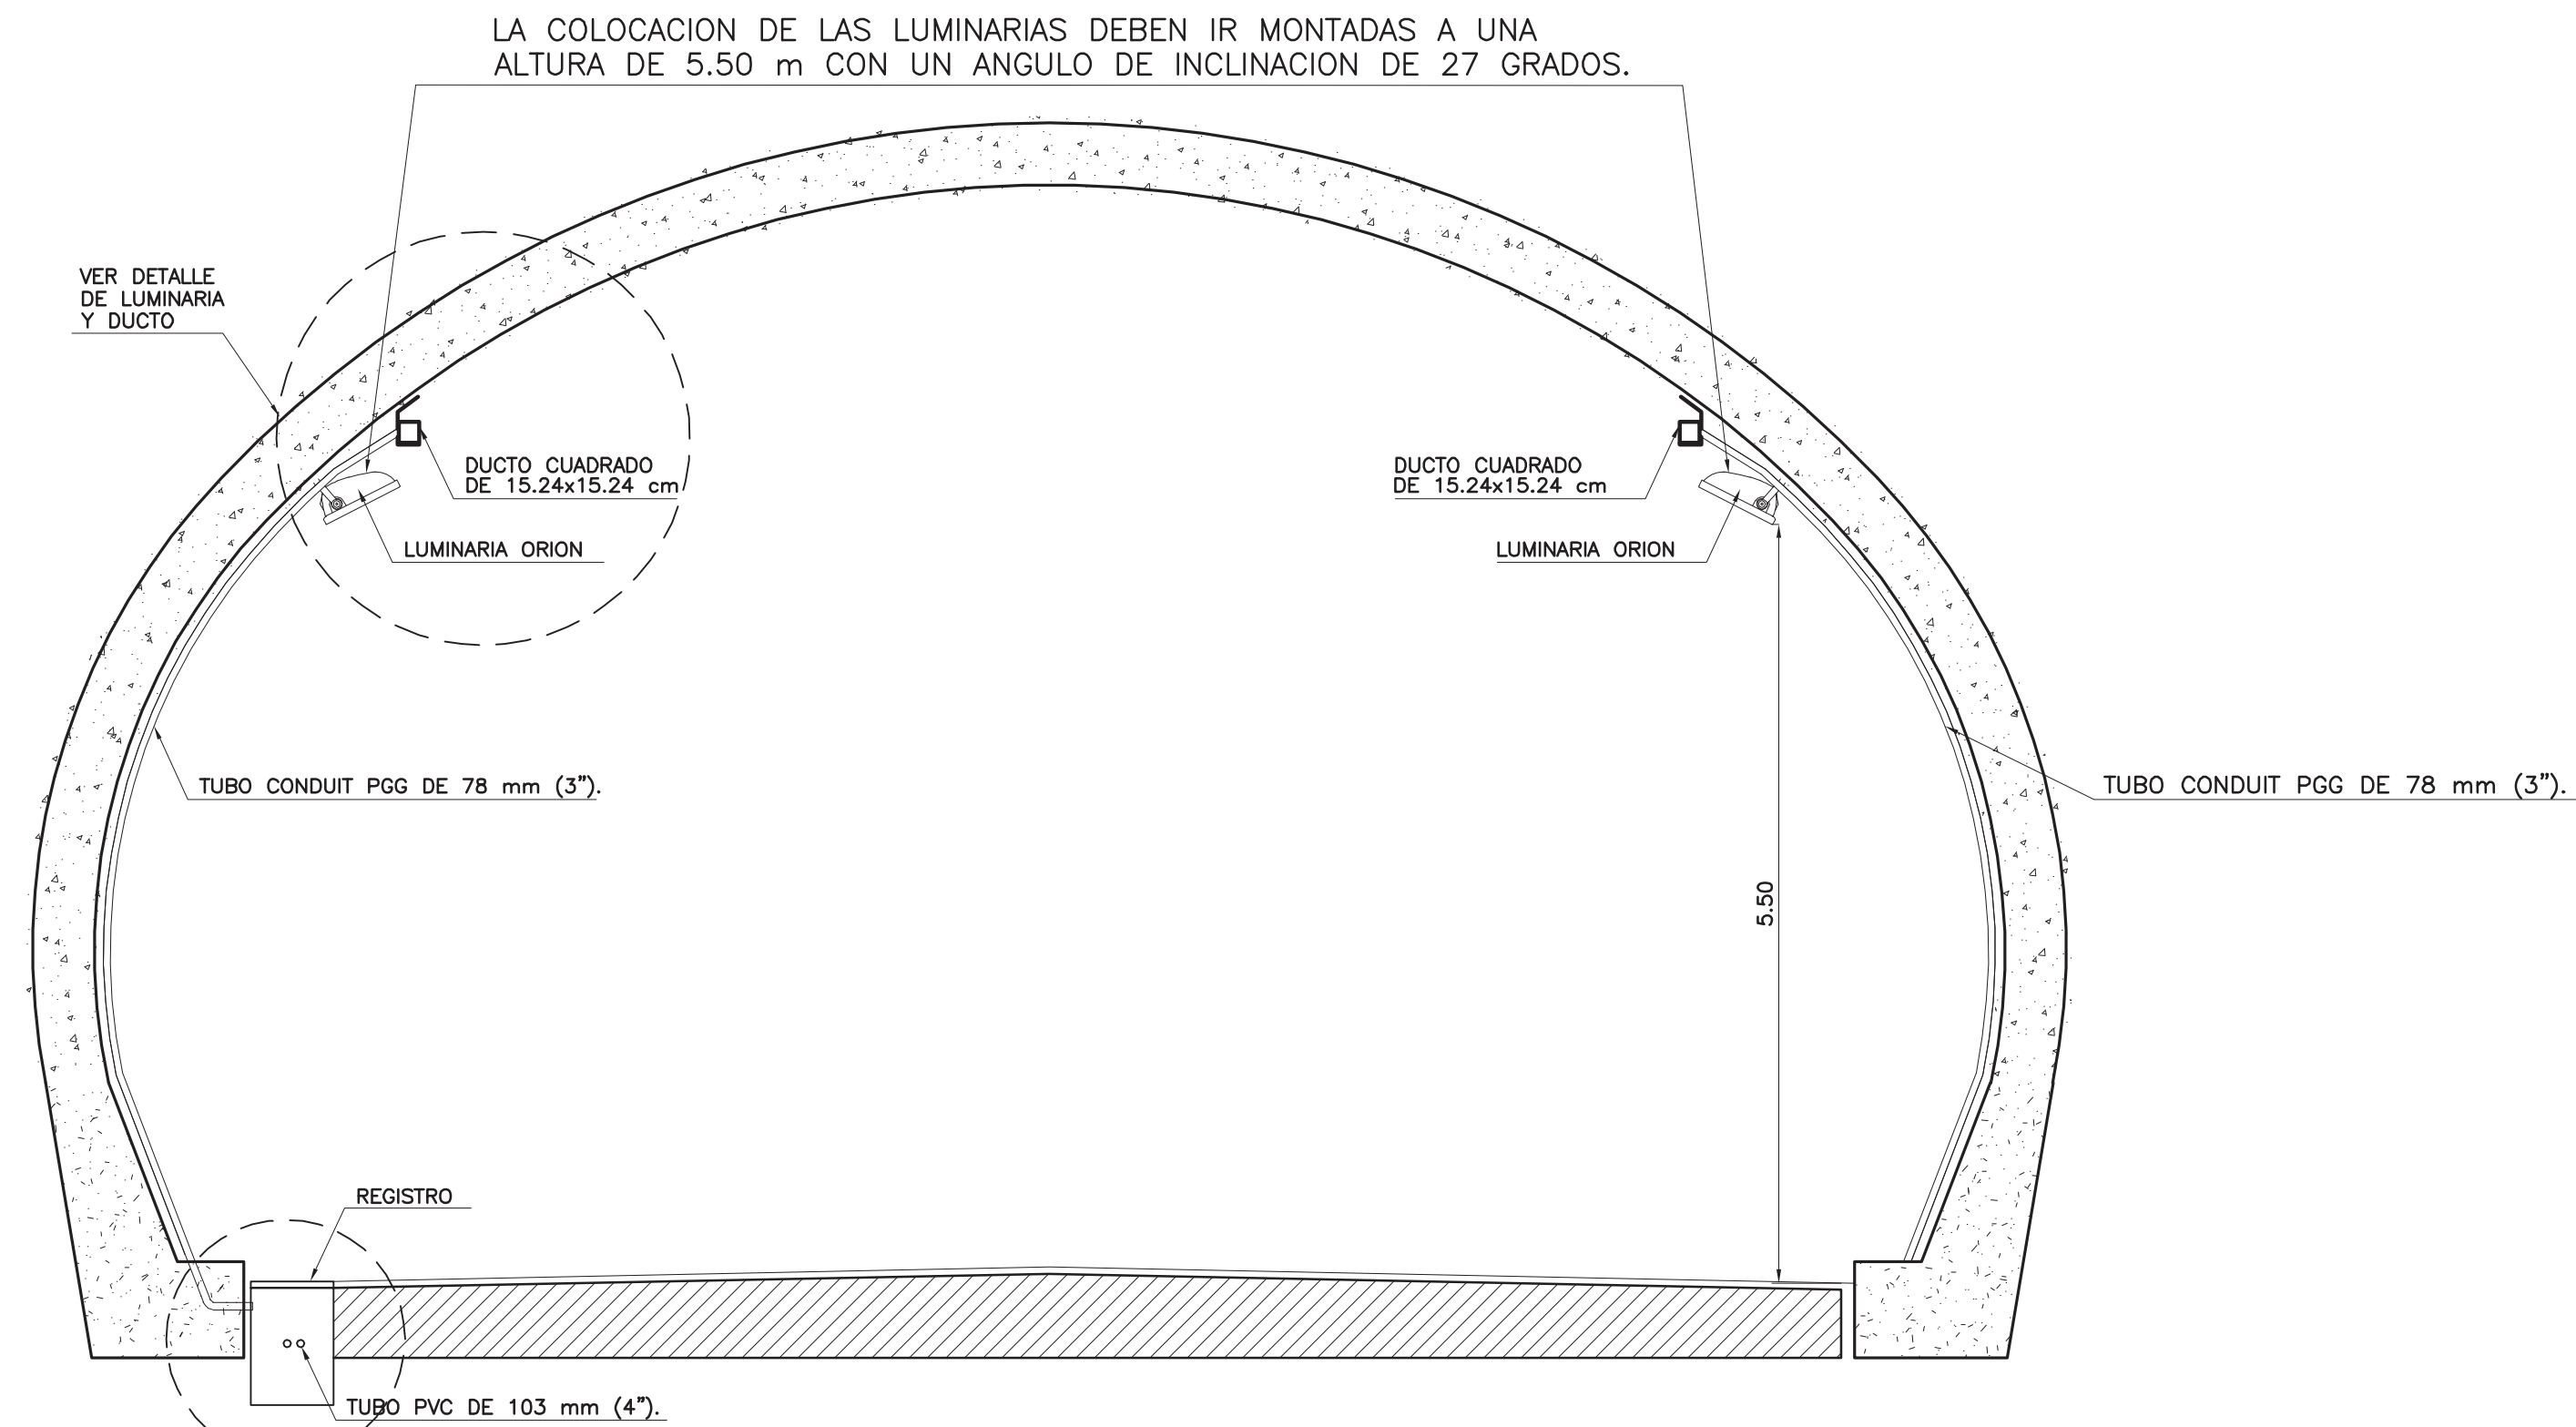 LA COLOCACION DE LAS LUMINARIAS DEBEN IR MONTADAS A UNA
ALTURA DE 5.50 m CON UN ANGULO DE INCLINACION DE 27 GRADOS.
VER DETALLE
DE LUMINARIA
Y DUCTO
DUCTO CUADRADO
DE 15.24x15.24 cm
DUCTO CUADRADO
DE 15.24x15.24 cm
LUMINARIA ORION
LUMINARIA ORION
TUBO CONDUIT PGG DE 78 mm (3").
TUBO CONDUIT PGG DE 78 mm (3").
5.50
REGISTRO
TUBO PVC DE 103 mm (4").